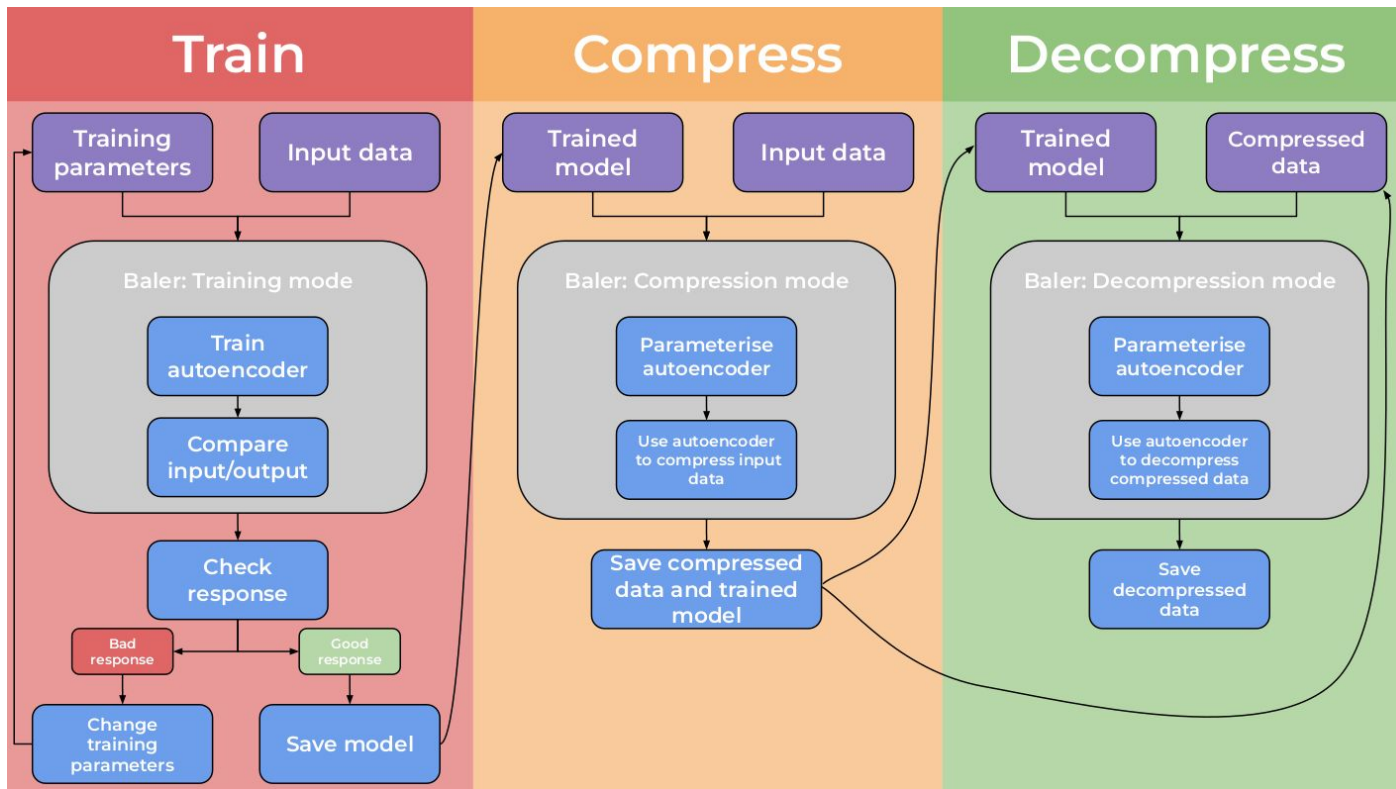 Train
Compress
Decompress
Training
parameters
Input data
Baler: Training mode
Train
autoencoder
Compare
input/output
Check
response
Bad
response
Good
response
Change
training
parameters
Save model
Trained
model
Input data
Baler: Compression mode
Parameterise
autoencoder
Use autoencoder
to compress input
data
Save compressed
data and trained
model
Trained
model
Compressed
data
Baler: Decompression mode
Parameterise
autoencoder
Use autoencoder
to decompress
compressed data
Save
decompressed
data